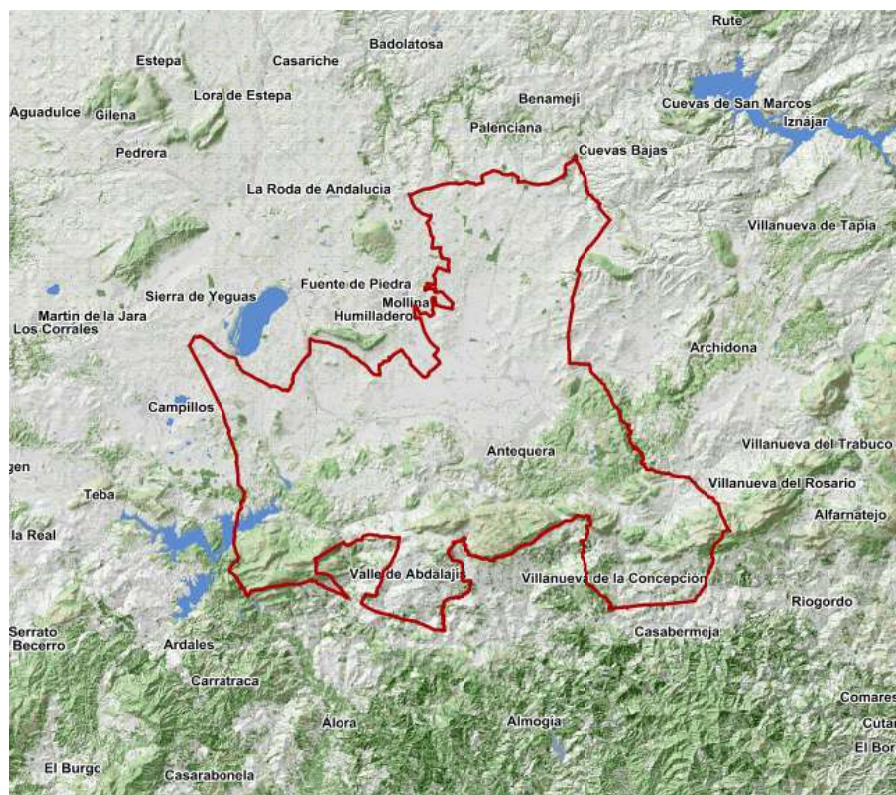 Rute
Badolatosa
Estepa
Casariche
Lora de Estepa
Benameji
Cuevas de San Marcos
Aguadulce
Gilena
Iznájar
Palenciana
Pedrera
Cuevas Bajas
La Roda de Andalucia
Villanueva de Tapia
Fuente de Piedra
Sierra de Yeguas
Mollina
Martin de la Jara
Humilladero
Los Corrales
Archidona
Campillos
Villanueva del Trabuco
Antequera
gen
Villanueva del Rosario
Teba
Alfarnatejo
la Real
Valle de Abdalajis
Villanueva de la Concepción
Riogordo
Serrato
Casabermeja
Becerro
Ardales
Carratraca
Comares
Álora
Almogía
Cutar
El Bor
El Burgo
Casarabonela